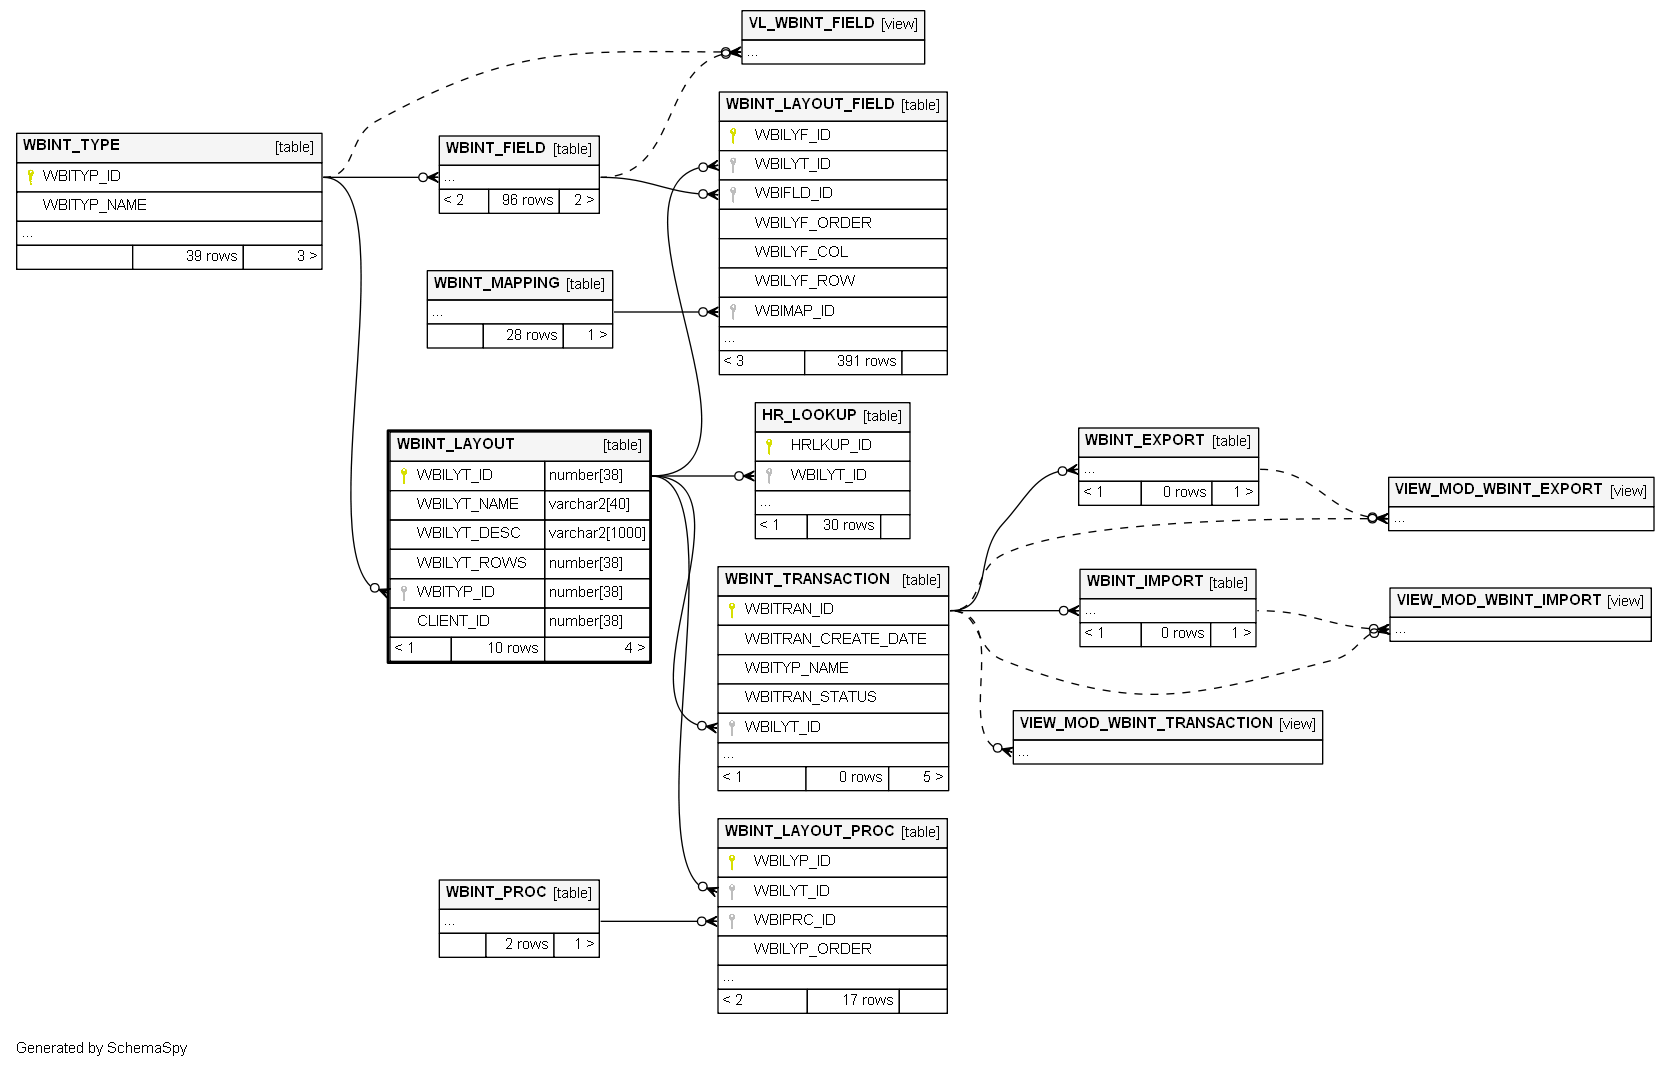 VL_WBINT_FIELD [view]
...
WBINT_LAYOUT_FIELD [table]
WBILYF_ID
WBILYT_ID
WBIFLD_ID
WBILYF_ORDER
WBILYF_COL
WBILYF_ROW
WBIMAP_ID
...
< 3 391 rows
WBINT_TYPE [table]
WBITYP_ID
WBITYP_NAME
...
39 rows 3 >
WBINT_FIELD [table]
...
< 2 96 rows 2 >
WBINT_MAPPING [table]
...
28 rows 1 >
WBINT_LAYOUT [table]
WBILYT_ID number[38]
WBILYT_NAME varchar2[40]
WBILYT_DESC varchar2[1000]
WBILYT_ROWS number[38]
WBITYP_ID number[38]
CLIENT_ID number[38]
< 1 10 rows 4 >
HR_LOOKUP [table]
HRLKUP_ID
WBILYT_ID
...
< 1 30 rows
WBINT_EXPORT [table]
...
< 1 0 rows 1 >
VIEW_MOD_WBINT_EXPORT [view]
...
WBINT_TRANSACTION [table]
WBITRAN_ID
WBITRAN_CREATE_DATE
WBITYP_NAME
WBITRAN_STATUS
WBILYT_ID
...
< 1 0 rows 5 >
WBINT_IMPORT [table]
...
< 1 0 rows 1 >
VIEW_MOD_WBINT_IMPORT [view]
...
VIEW_MOD_WBINT_TRANSACTION [view]
...
WBINT_LAYOUT_PROC [table]
WBILYP_ID
WBILYT_ID
WBIPRC_ID
WBILYP_ORDER
...
< 2 17 rows
WBINT_PROC [table]
...
2 rows 1 >
Generated by SchemaSpy